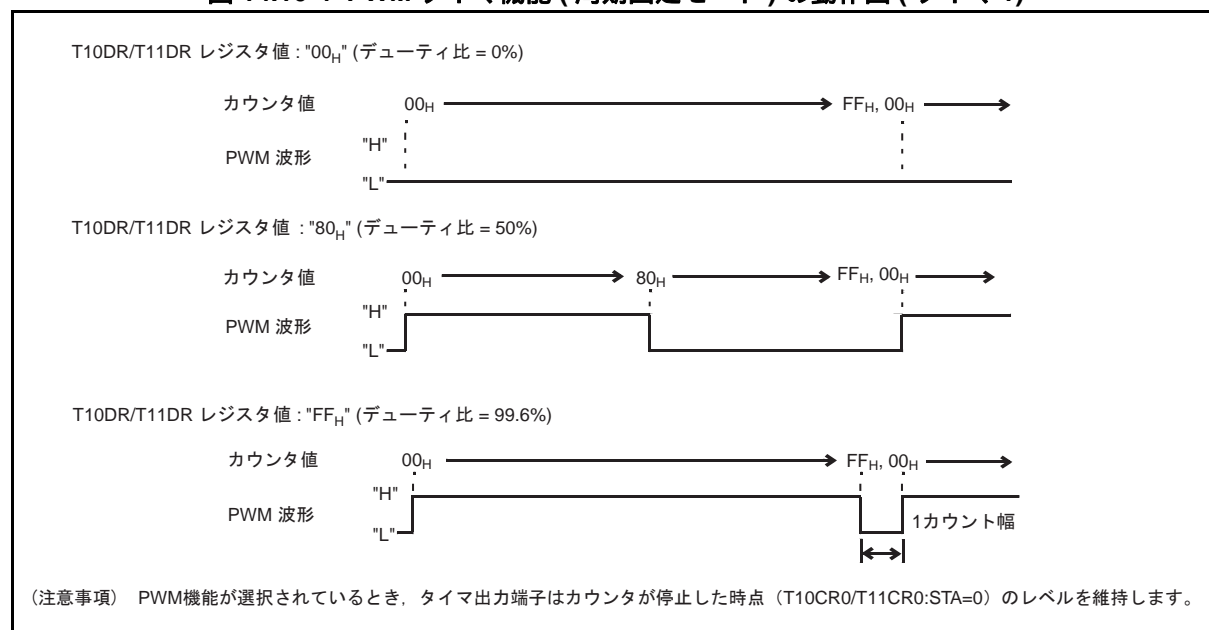 T10DR/T11DR レジスタ値 : "00H" (デューティ比 = 0%)
カウンタ値 00H FFH, 00H
PWM 波形 "H"
"L"
T10DR/T11DR レジスタ値 : "80H" (デューティ比 = 50%)
カウンタ値 00H 80H FFH, 00H
PWM 波形 "H"
"L"
T10DR/T11DR レジスタ値 : "FFH" (デューティ比 = 99.6%)
カウンタ値 00H FFH, 00H
PWM 波形 "H"
"L"
1カウント幅
（注意事項） PWM機能が選択されているとき，タイマ出力端子はカウンタが停止した時点（T10CR0/T11CR0:STA=0）のレベルを維持します。